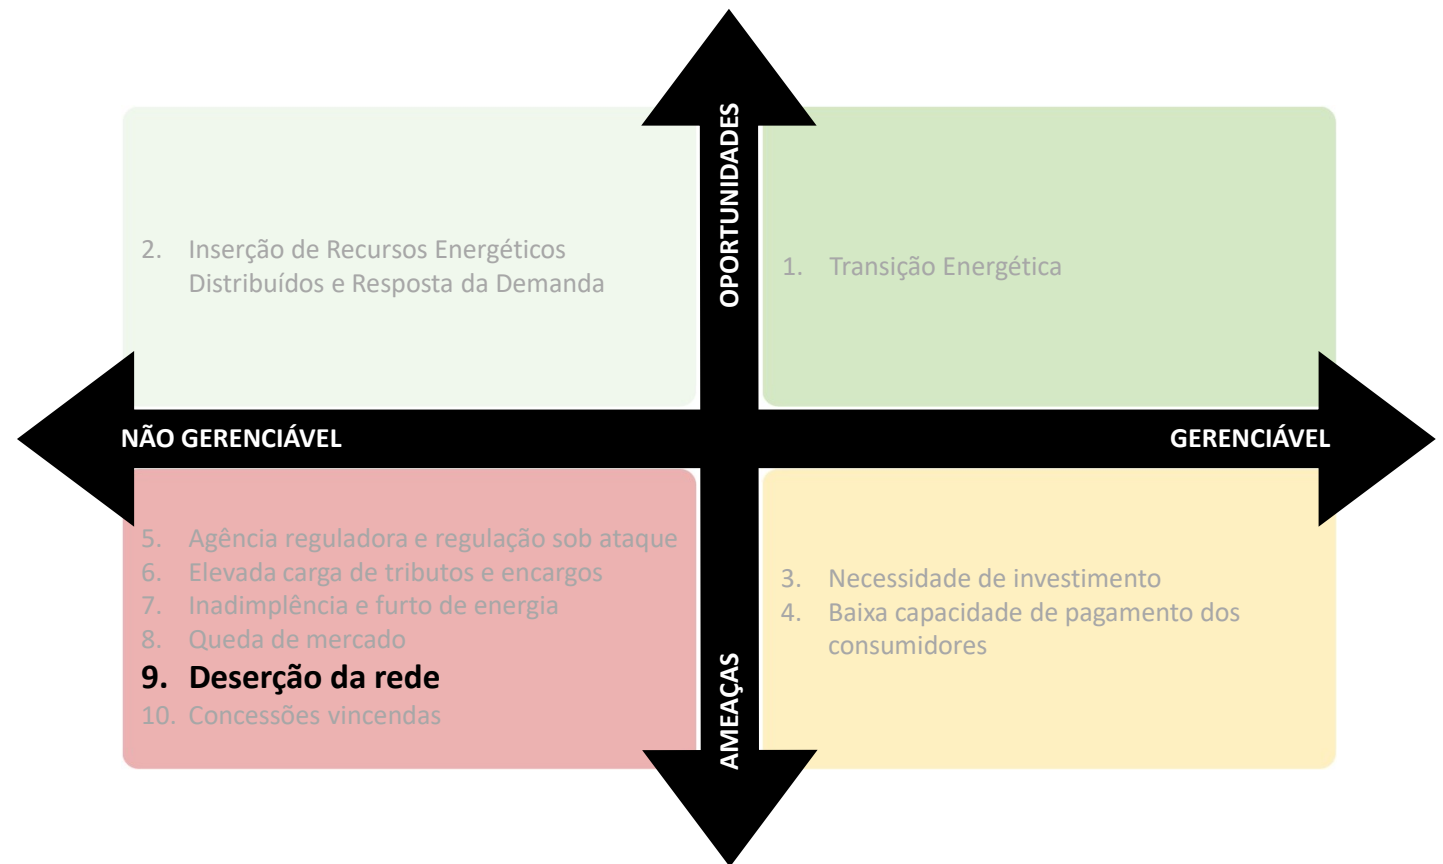 OPORTUNIDADES
2. Inserção de Recursos Energéticos
Distribuídos e Resposta da Demanda
1. Transição Energética
NÃO GERENCIÁVEL
GERENCIÁVEL
5. Agência reguladora e regulação sob ataque
6. Elevada carga de tributos e encargos
7. Inadimplência e furto de energia
8. Queda de mercado
9. Deserção da rede
10. Concessões vincendas
3. Necessidade de investimento
4. Baixa capacidade de pagamento dos
consumidores
AMEAÇAS